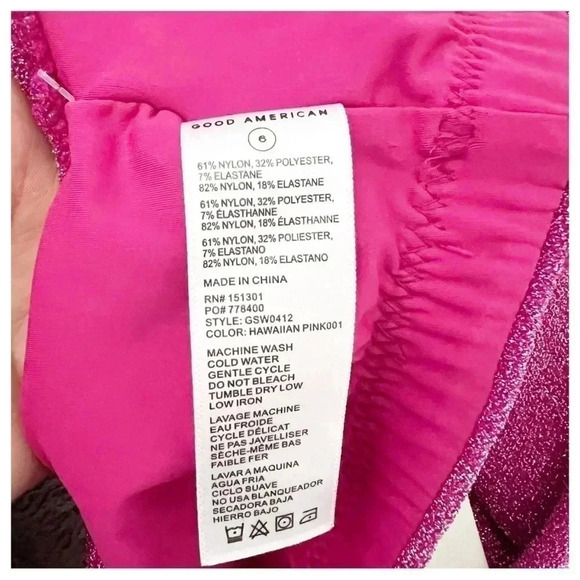 GOOD AMERICAN
6
61% NYLON, 32% POLYESTER,
7% ELASTANE
82% NYLON, 18% ELASTANE
61% NYLON, 32% POLYESTER,
7% ÉLASTHANNE
82% NYLON, 18% ÉLASTHANNE
61% NYLON, 32% POLIESTER,
7% ELASTANO
82% NYLON, 18% ELASTANO
MADE IN CHINA
RN# 151301
PO# 778400
STYLE: GSW0412
COLOR: HAWAIIAN PINK001
MACHINE WASH
COLD WATER
GENTLE CYCLE
DO NOT BLEACH
TUMBLE DRY LOW
LOW IRON
LAVAGE MACHINE
EAU FROIDE
CYCLE DÉLICAT
NE PAS JAVELLISER
SÈCHE-MÊME BAS
FAIBLE FER
LAVAR A MAQUINA
AGUA FRIA
CICLO SUAVE
NO USA BLANQUEADOR
SECADORA BAJO
HIERRO BAJO